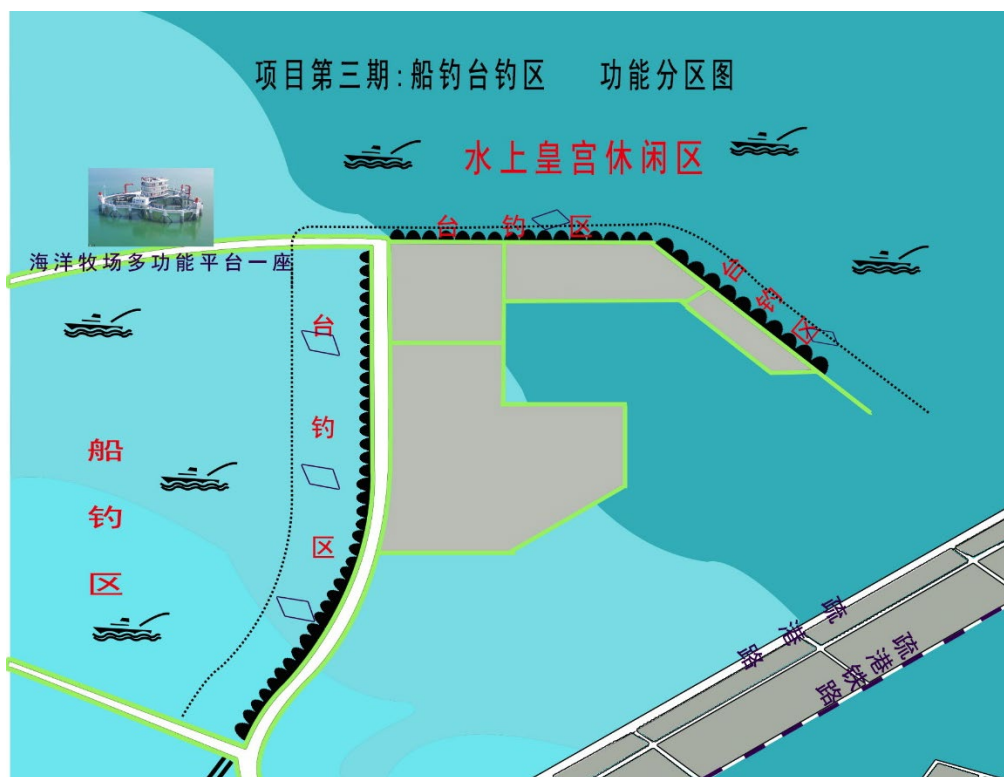 项目第三期:船钓台钓区 功能分区图
水上皇宫休闲区
台钓区
海洋牧场多功能平台一座
台钓区
台钓区
船钓区
疏港路
疏港铁路